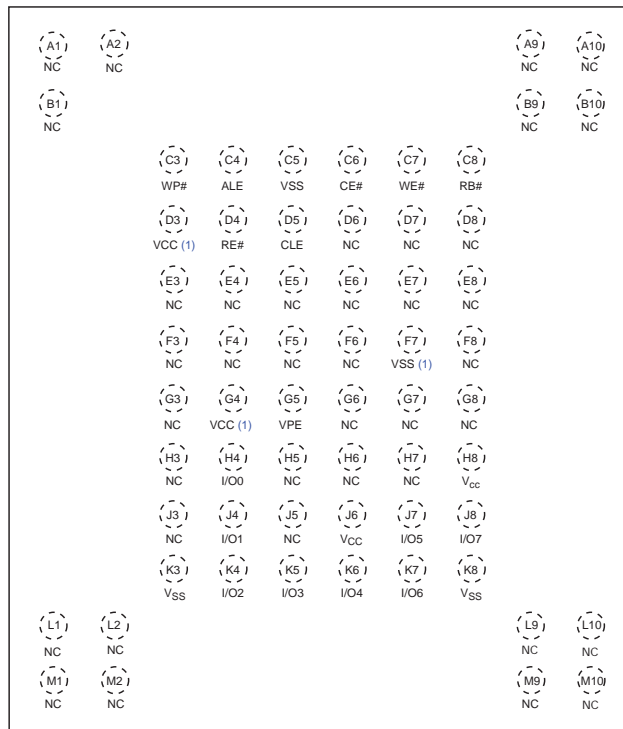 A1 A2 A9 A10
NC NC NC NC
B1 B9 B10
NC NC NC
C3 C4 C5 C6 C7 C8
WP# ALE VSS CE# WE# RB#
D3 D4 D5 D6 D7 D8
VCC (1) RE# CLE NC NC NC
E3 E4 E5 E6 E7 E8
NC NC NC NC NC NC
F3 F4 F5 F6 F7 F8
NC NC NC NC VSS (1) NC
G3 G4 G5 G6 G7 G8
NC VCC (1) VPE NC NC NC
H3 H4 H5 H6 H7 H8
NC I/O0 NC NC NC Vcc
J3 J4 J5 J6 J7 J8
NC I/O1 NC VCC I/O5 I/O7
K3 K4 K5 K6 K7 K8
VSS I/O2 I/O3 I/O4 I/O6 VSS
L1 L2 L9 L10
NC NC NC NC
M1 M2 M9 M10
NC NC NC NC